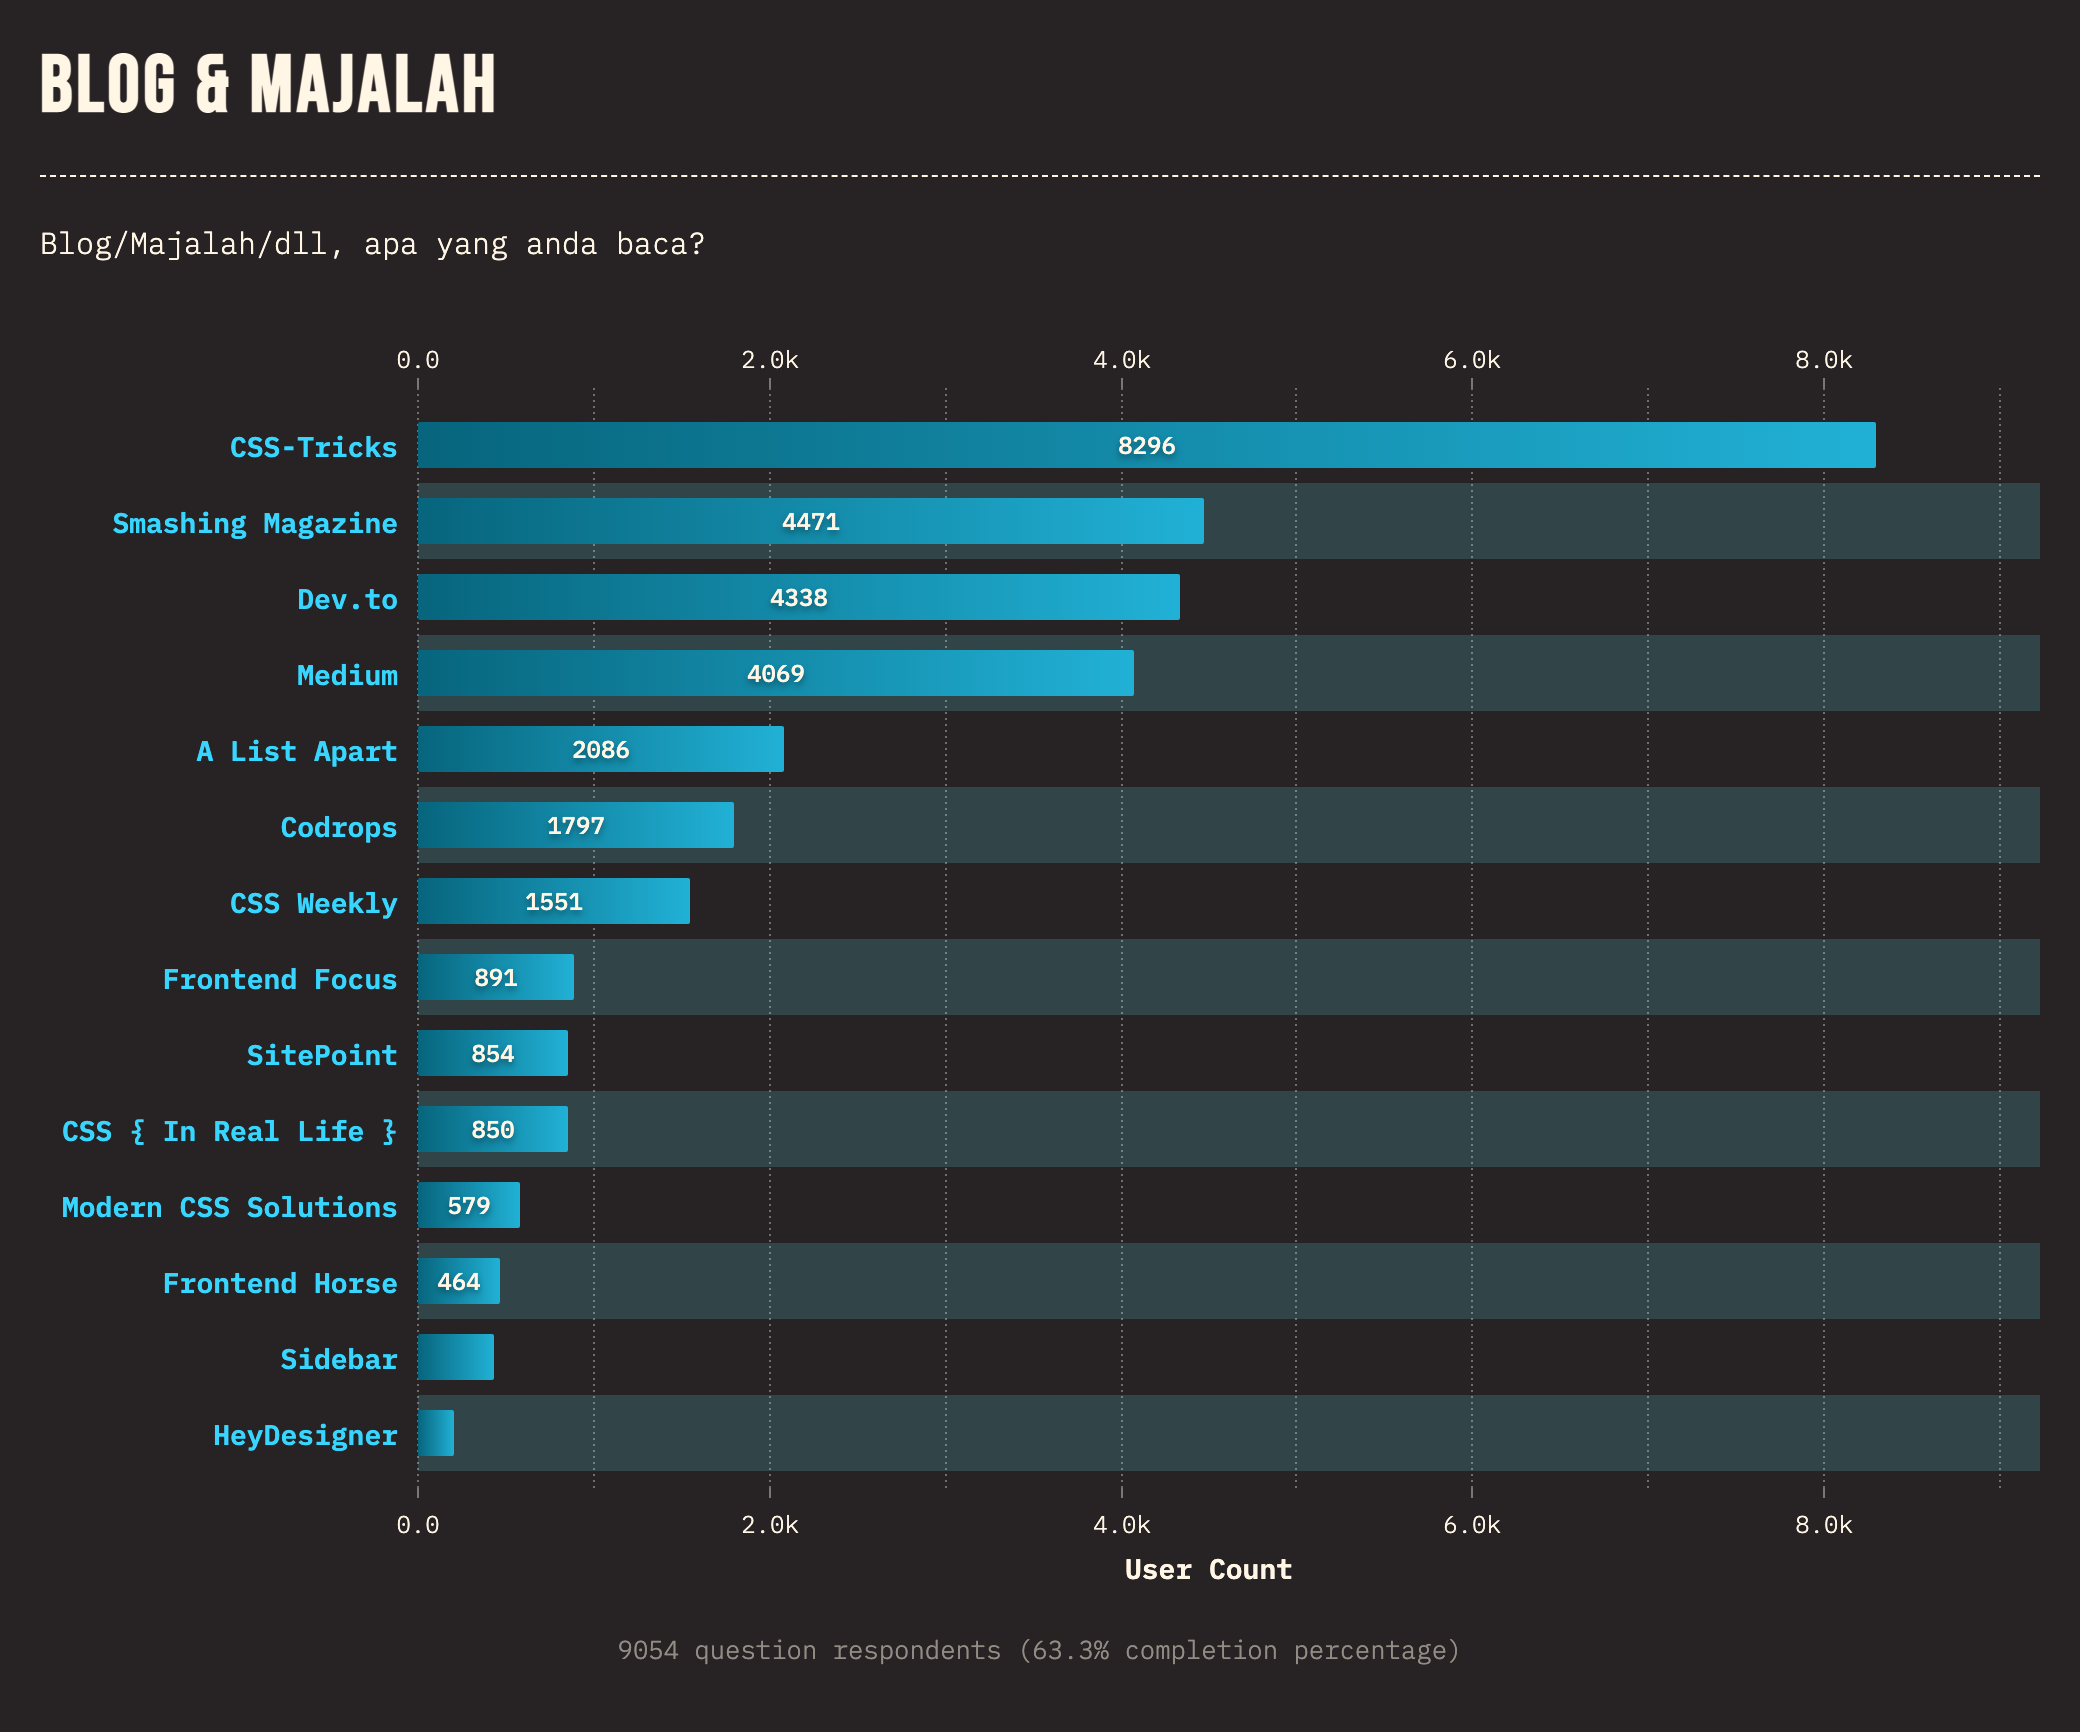 BLOG & MAJALAH
Blog/Majalah/dll, apa yang anda baca?
0.0 2.0k 4.0k 6.0k 8.0k
CSS-Tricks 8296
Smashing Magazine 4471
Dev.to 4338
Medium 4069
A List Apart 2086
Codrops 1797
CSS Weekly 1551
Frontend Focus 891
SitePoint 854
CSS { In Real Life } 850
Modern CSS Solutions 579
Frontend Horse 464
Sidebar
HeyDesigner
0.0 2.0k 4.0k 6.0k 8.0k
User Count
9054 question respondents (63.3% completion percentage)